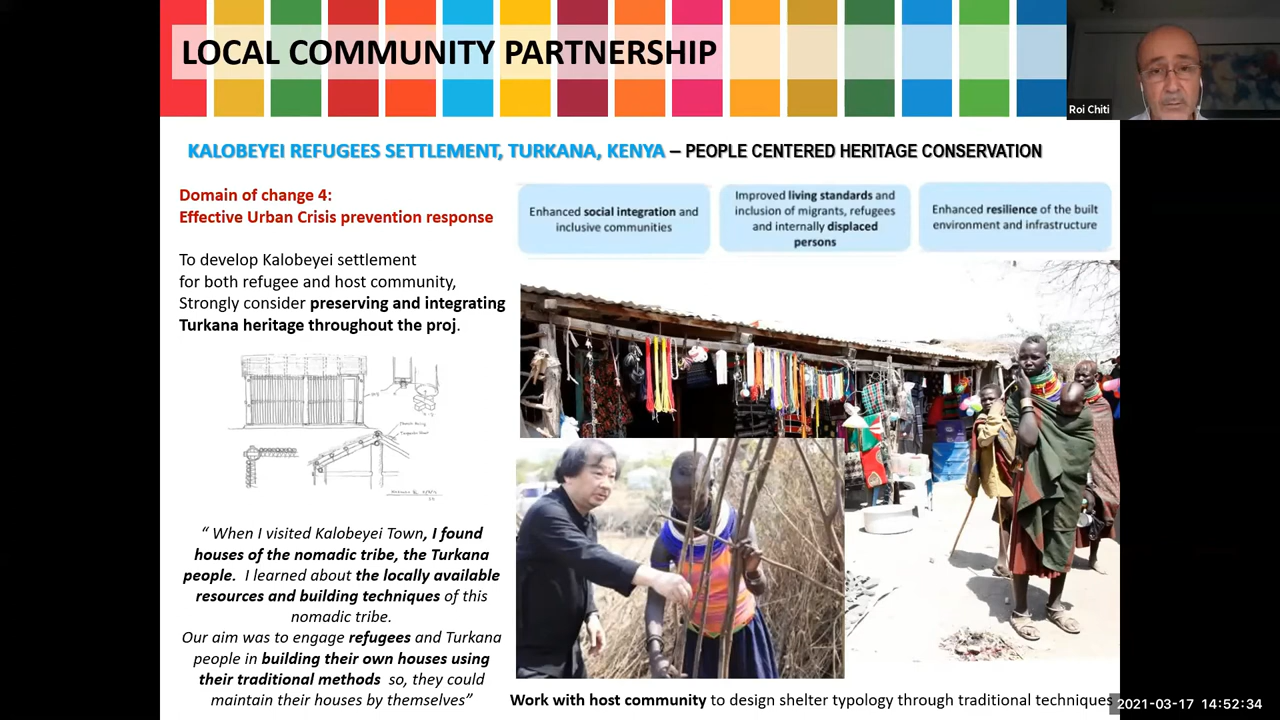 LOCAL COMMUNITY PARTNERSHIP
Roi Chiti
KALOBEYEI REFUGEES SETTLEMENT, TURKANA, KENYA – PEOPLE CENTERED HERITAGE CONSERVATION
Domain of change 4:
Effective Urban Crisis prevention response
Enhanced social integration and
inclusive communities
Improved living standards and
inclusion of migrants, refugees
and internally displaced
persons
Enhanced resilience of the built
environment and infrastructure
To develop Kalobeyei settlement
for both refugee and host community,
Strongly consider preserving and integrating
Turkana heritage throughout the proj.
“ When I visited Kalobeyei Town, I found
houses of the nomadic tribe, the Turkana
people. I learned about the locally available
resources and building techniques of this
nomadic tribe.
Our aim was to engage refugees and Turkana
people in building their own houses using
their traditional methods so, they could
maintain their houses by themselves”
Work with host community to design shelter typology through traditional techniques
2021-03-17 14:52:34